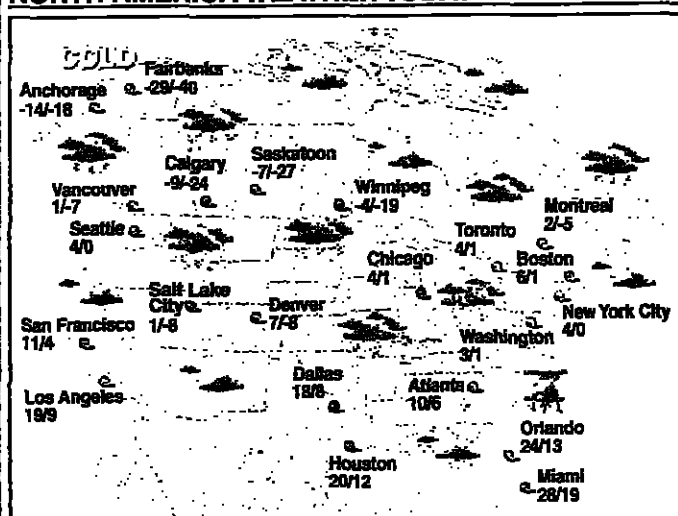 COLD
Fairbanks
-29/-40
Anchorage
-14/-18
Calgary
-9/-24
Saskatoon
-7/-27
Vancouver
1/-7
Winnipeg
-4/-19
Montreal
2/-5
Seattle
4/0
Toronto
4/1
Boston
6/1
Chicago
4/1
Salt Lake
City
1/-8
Denver
7/-8
New York City
4/0
San Francisco
11/4
Washington
3/1
Los Angeles
19/9
Dallas
18/8
Atlanta
10/6
Orlando
24/13
Houston
20/12
Miami
28/19